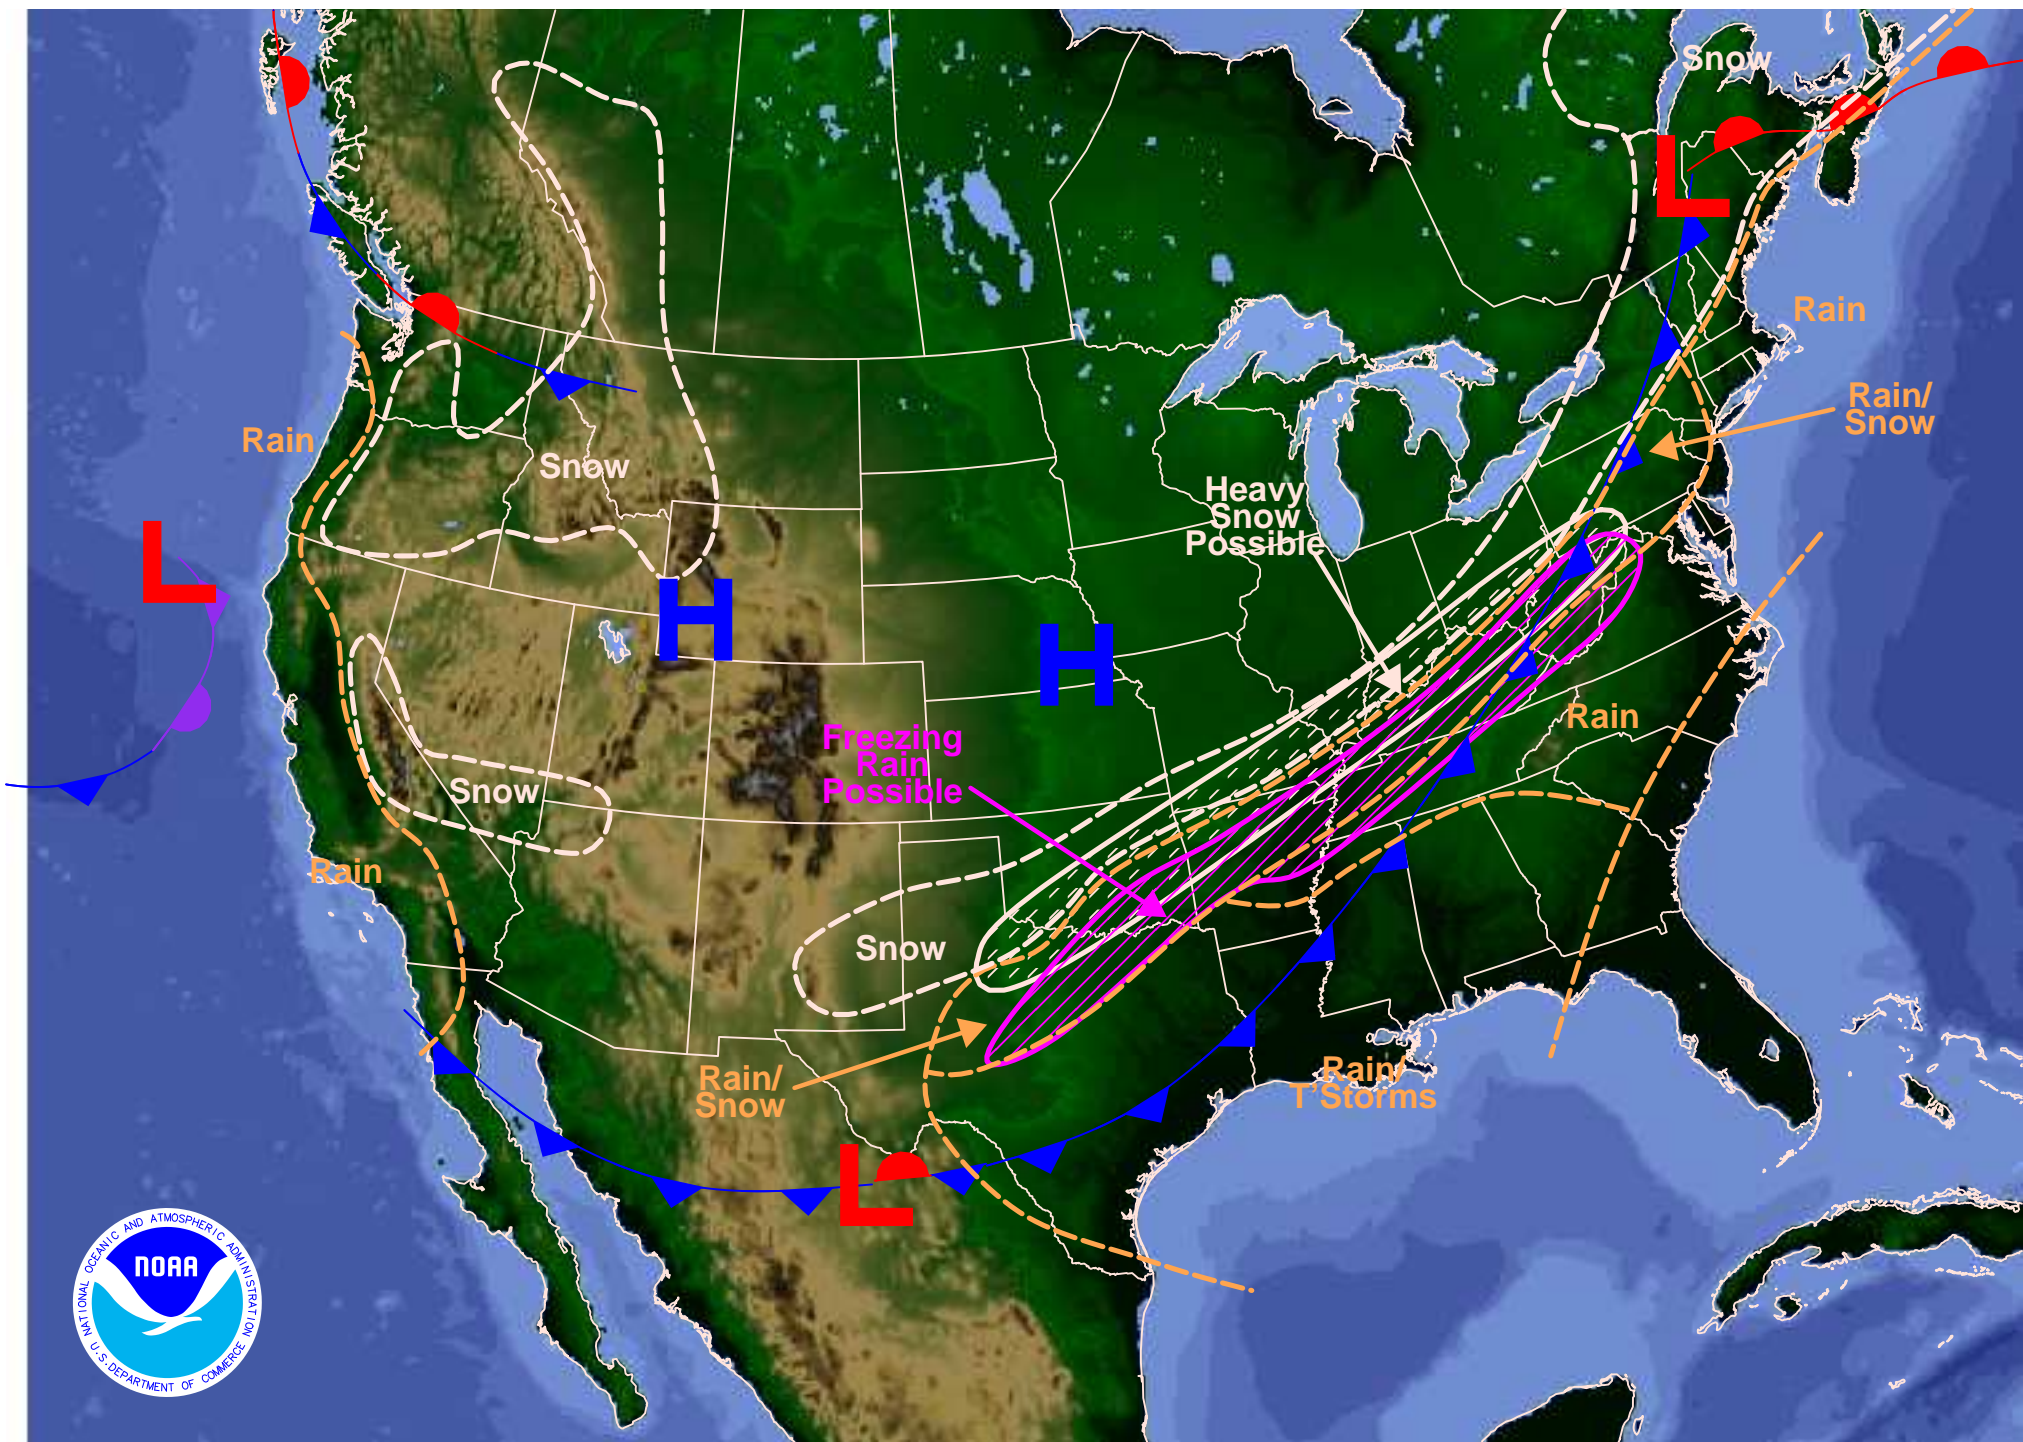 Snow
L
Rain
Rain/
Snow
Rain
Snow
Heavy
Snow
Possible
L
H
H
Rain
Freezing
Rain
Possible
Snow
Rain
Snow
Rain/
Snow
Rain/
T'Storms
L
NATIONAL OCEANIC AND ATMOSPHERIC ADMINISTRATION
NOAA
U.S. DEPARTMENT OF COMMERCE